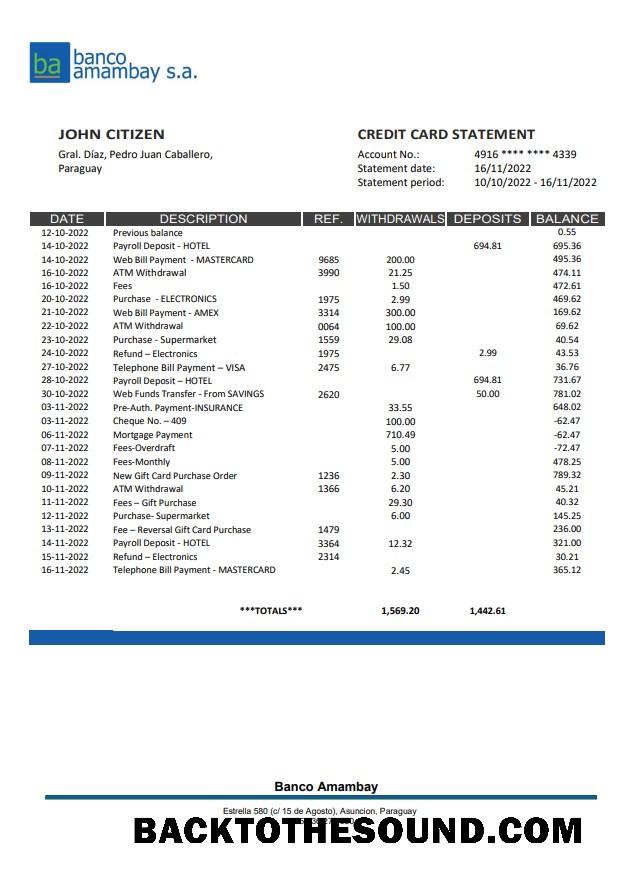 ba banco
amambay s.a.
JOHN CITIZEN
Gral. Díaz, Pedro Juan Caballero,
Paraguay
CREDIT CARD STATEMENT
Account No.: 4916 **** **** 4339
Statement date: 16/11/2022
Statement period: 10/10/2022 - 16/11/2022
DATE DESCRIPTION REF. WITHDRAWALS DEPOSITS BALANCE
12-10-2022 Previous balance 0.55
14-10-2022 Payroll Deposit - HOTEL 694.81 695.36
14-10-2022 Web Bill Payment - MASTERCARD 9685 200.00 495.36
16-10-2022 ATM Withdrawal 3990 21.25 474.11
16-10-2022 Fees 1.50 472.61
20-10-2022 Purchase - ELECTRONICS 1975 2.99 469.62
21-10-2022 Web Bill Payment - AMEX 3314 300.00 169.62
22-10-2022 ATM Withdrawal 0064 100.00 69.62
23-10-2022 Purchase - Supermarket 1559 29.08 40.54
24-10-2022 Refund – Electronics 1975 2.99 43.53
27-10-2022 Telephone Bill Payment – VISA 2475 6.77 36.76
28-10-2022 Payroll Deposit – HOTEL 694.81 731.67
30-10-2022 Web Funds Transfer - From SAVINGS 2620 50.00 781.02
03-11-2022 Pre-Auth. Payment-INSURANCE 33.55 648.02
03-11-2022 Cheque No. – 409 100.00 -62.47
06-11-2022 Mortgage Payment 710.49 -62.47
07-11-2022 Fees-Overdraft 5.00 -72.47
08-11-2022 Fees-Monthly 5.00 478.25
09-11-2022 New Gift Card Purchase Order 1236 2.30 789.32
10-11-2022 ATM Withdrawal 1366 6.20 45.21
11-11-2022 Fees – Gift Purchase 29.30 40.32
12-11-2022 Purchase- Supermarket 6.00 145.25
13-11-2022 Fee – Reversal Gift Card Purchase 1479 236.00
14-11-2022 Payroll Deposit - HOTEL 3364 12.32 321.00
15-11-2022 Refund – Electronics 2314 30.21
16-11-2022 Telephone Bill Payment - MASTERCARD 2.45 365.12
***TOTALS*** 1,569.20 1,442.61
Banco Amambay
Estrella 580 (c/ 15 de Agosto), Asuncion, Paraguay
BACKTOTHESOUND.COM